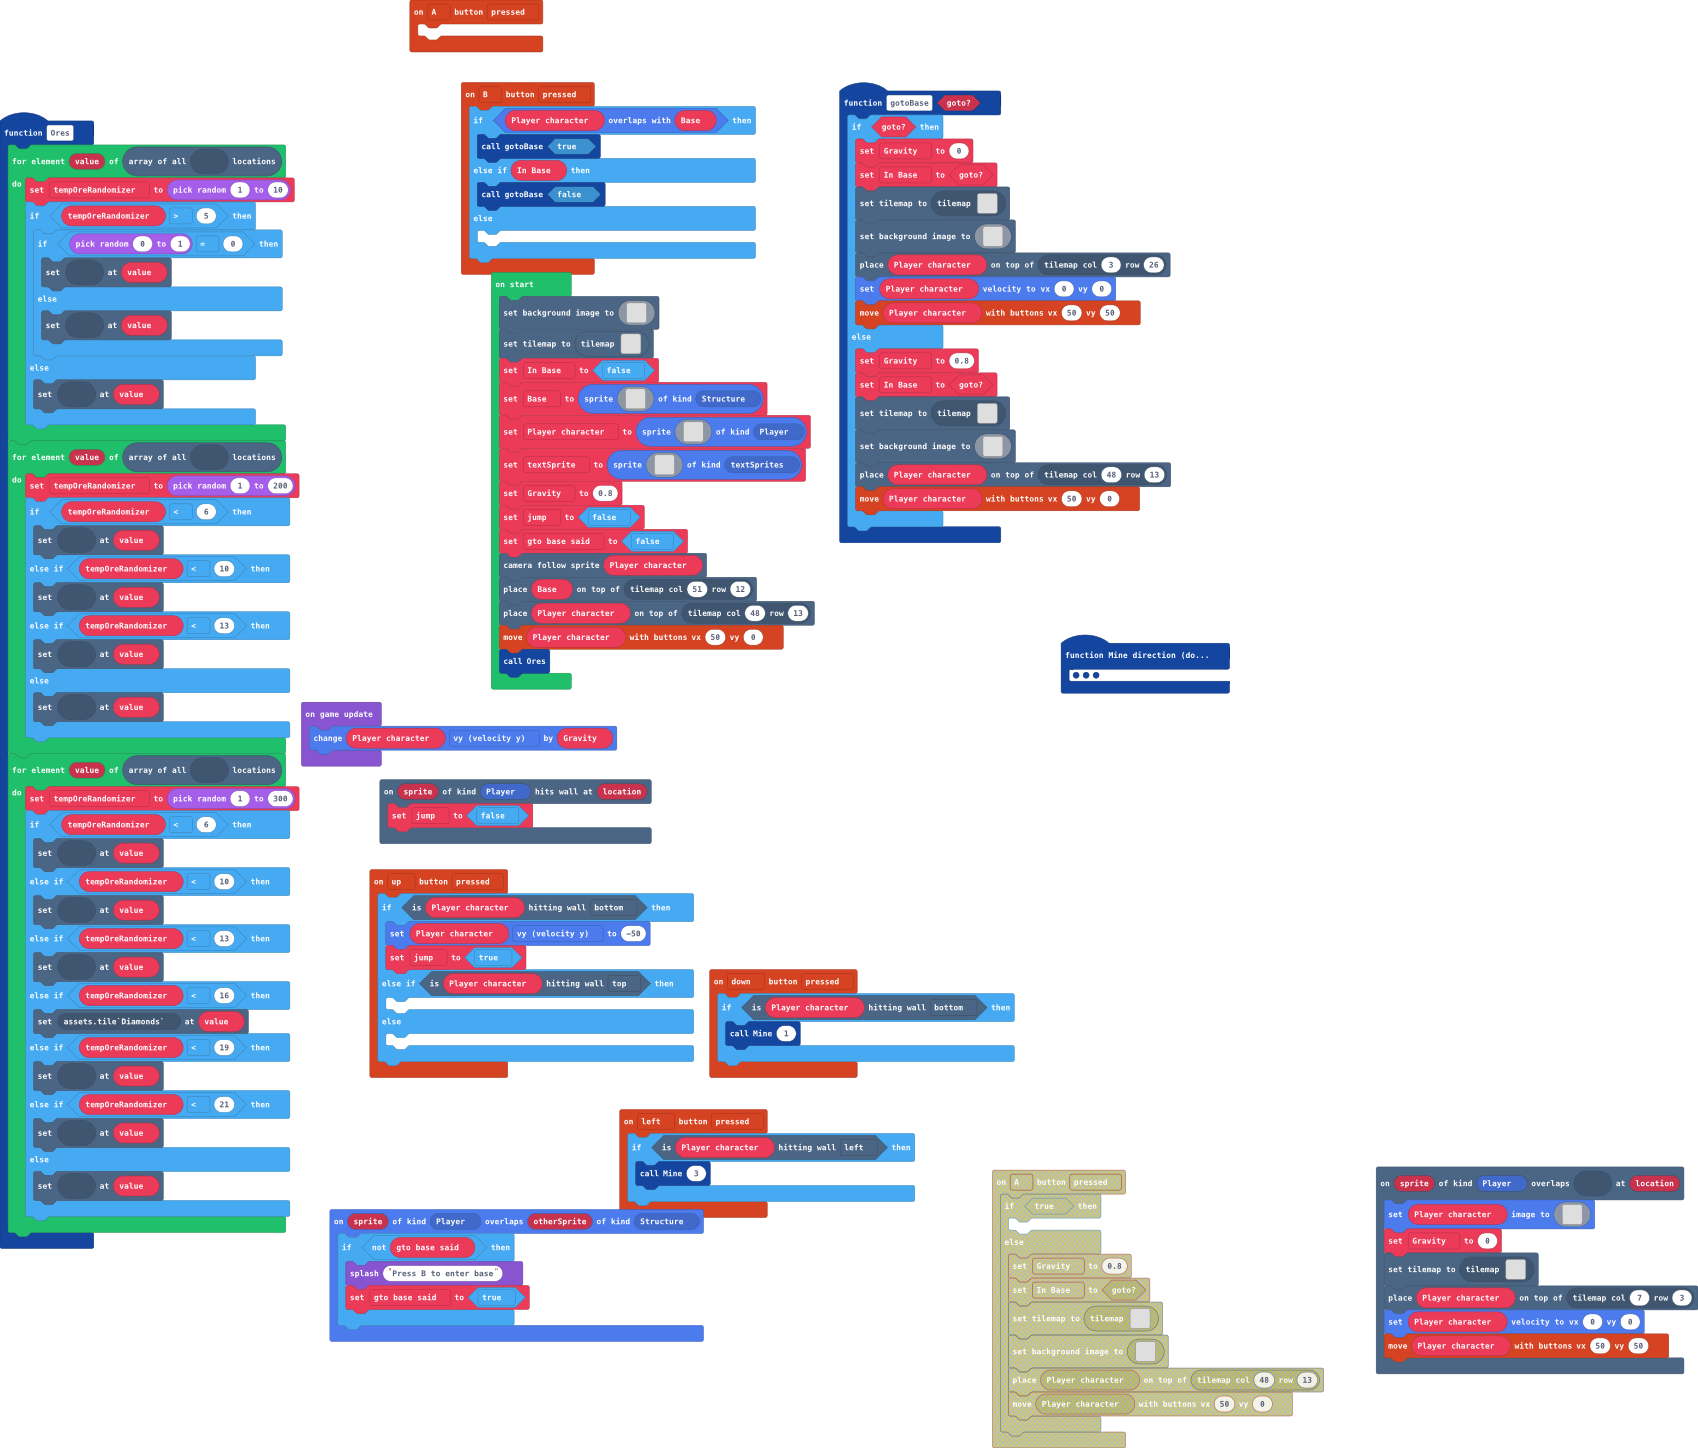 on A button pressed
on B button pressed
if Player character overlaps with Base then
call gotoBase true
else if In Base then
call gotoBase false
else
function gotoBase goto?
if goto? then
set Gravity to 0
set In Base to goto?
set tilemap to tilemap
set background image to
place Player character on top of tilemap col 3 row 26
set Player character velocity to vx 0 vy 0
move Player character with buttons vx 50 vy 50
else
set Gravity to 0.8
set In Base to goto?
set tilemap to tilemap
set background image to
place Player character on top of tilemap col 48 row 13
move Player character with buttons vx 50 vy 0
function Ores
for element value of array of all locations
do set tempOreRandomizer to pick random 1 to 10
if tempOreRandomizer > 5 then
if pick random 0 to 1 = 0 then
set at value
else
set at value
else
set at value
for element value of array of all locations
do set tempOreRandomizer to pick random 1 to 200
if tempOreRandomizer < 6 then
set at value
else if tempOreRandomizer < 10 then
set at value
else if tempOreRandomizer < 13 then
set at value
else
set at value
for element value of array of all locations
do set tempOreRandomizer to pick random 1 to 300
if tempOreRandomizer < 6 then
set at value
else if tempOreRandomizer < 10 then
set at value
else if tempOreRandomizer < 13 then
set at value
else if tempOreRandomizer < 16 then
set assets.tile`Diamonds` at value
else if tempOreRandomizer < 19 then
set at value
else if tempOreRandomizer < 21 then
set at value
else
set at value
on start
set background image to
set tilemap to tilemap
set In Base to false
set Base to sprite of kind Structure
set Player character to sprite of kind Player
set textSprite to sprite of kind textSprites
set Gravity to 0.8
set jump to false
set gto base said to false
camera follow sprite Player character
place Base on top of tilemap col 51 row 12
place Player character on top of tilemap col 48 row 13
move Player character with buttons vx 50 vy 0
call Ores
function Mine direction (do...
on game update
change Player character vy (velocity y) by Gravity
on sprite of kind Player hits wall at location
set jump to false
on up button pressed
if is Player character hitting wall bottom then
set Player character vy (velocity y) to -50
set jump to true
else if is Player character hitting wall top then
else
on down button pressed
if is Player character hitting wall bottom then
call Mine 1
on left button pressed
if is Player character hitting wall left then
call Mine 3
on sprite of kind Player overlaps otherSprite of kind Structure
if not gto base said then
splash "Press B to enter base"
set gto base said to true
on A button pressed
if true then
else
set Gravity to 0.8
set In Base to goto?
set tilemap to tilemap
set background image to
place Player character on top of tilemap col 48 row 13
move Player character with buttons vx 50 vy 0
on sprite of kind Player overlaps at location
set Player character image to
set Gravity to 0
set tilemap to tilemap
place Player character on top of tilemap col 7 row 3
set Player character velocity to vx 0 vy 0
move Player character with buttons vx 50 vy 50